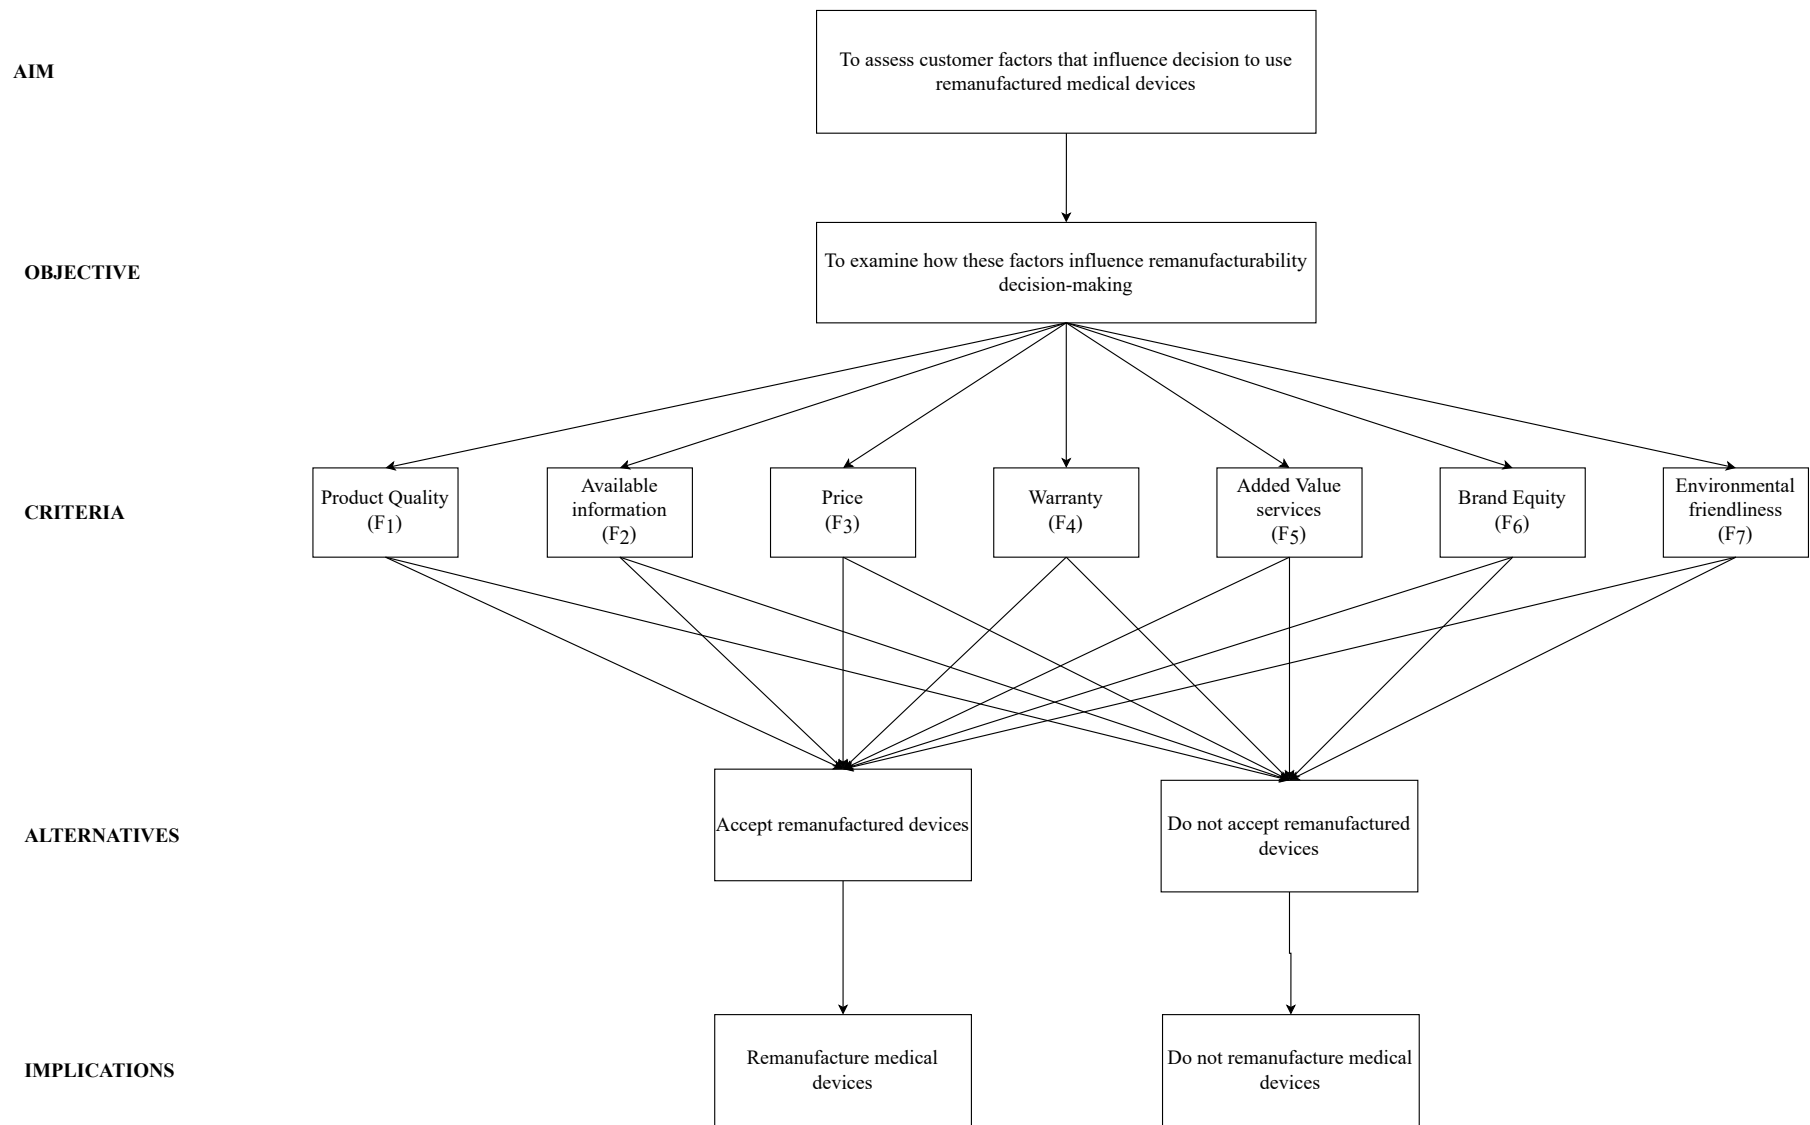 AIM
To assess customer factors that influence decision to use
remanufactured medical devices
OBJECTIVE
To examine how these factors influence remanufacturability
decision-making
CRITERIA
Product Quality
(F1)
Available
information
(F2)
Price
(F3)
Warranty
(F4)
Added Value
services
(F5)
Brand Equity
(F6)
Environmental
friendliness
(F7)
ALTERNATIVES
Accept remanufactured devices
Do not accept remanufactured
devices
IMPLICATIONS
Remanufacture medical
devices
Do not remanufacture medical
devices